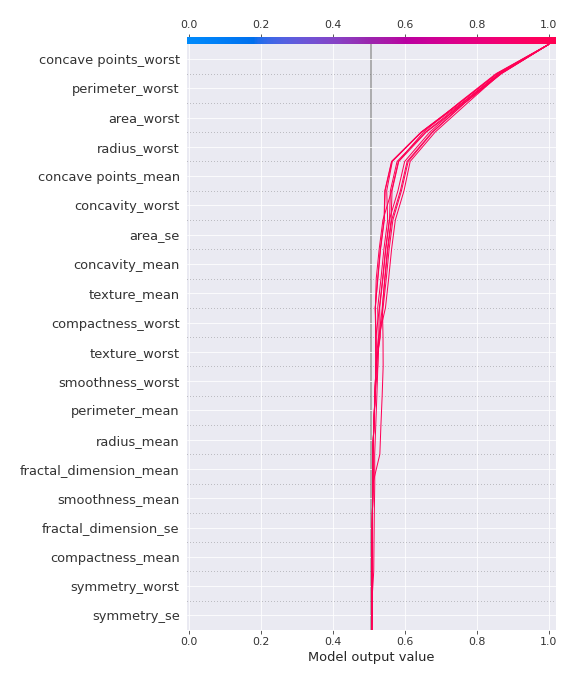 0.0 0.2 0.4 0.6 0.8 1.0
concave points_worst
perimeter_worst
area_worst
radius_worst
concave points_mean
concavity_worst
area_se
concavity_mean
texture_mean
compactness_worst
texture_worst
smoothness_worst
perimeter_mean
radius_mean
fractal_dimension_mean
smoothness_mean
fractal_dimension_se
compactness_mean
symmetry_worst
symmetry_se
0.0 0.2 0.4 0.6 0.8 1.0
Model output value